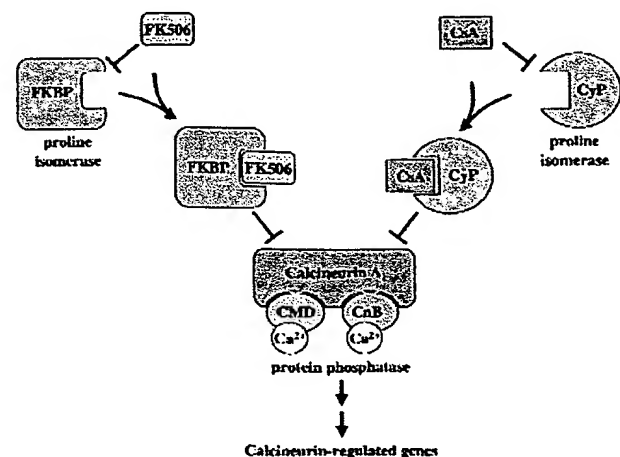 FK506
CsA
FKBP
CyP
proline
isomerase
proline
isomerase
FKBP
FK506
CsA
CyP
Calcineurin A
CMD
CnB
Ca2+
Ca2+
protein phosphatase
Calcineurin-regulated genes